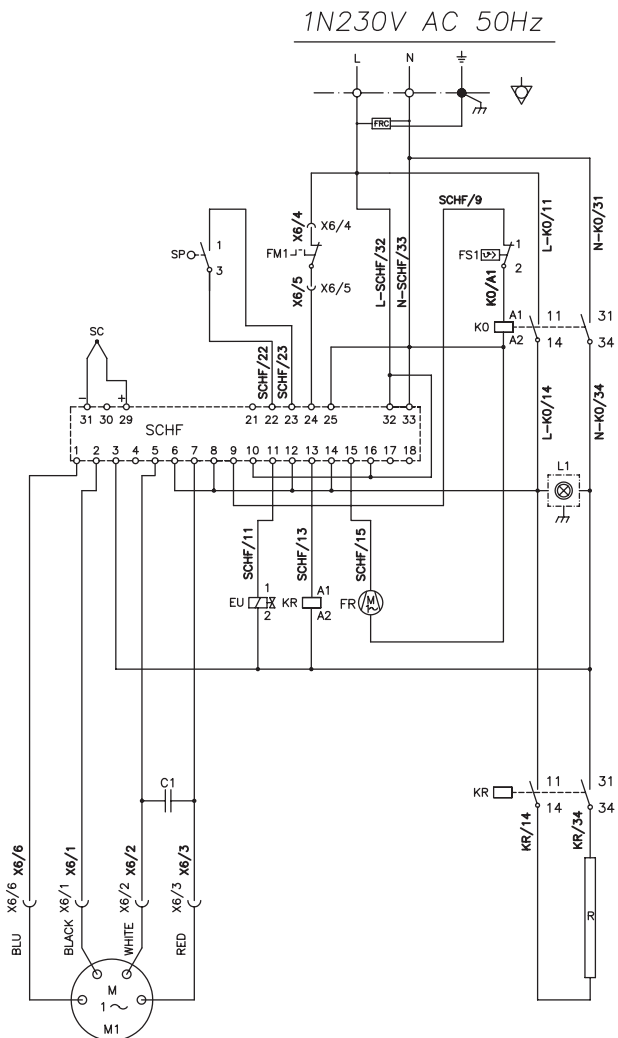 1N230V AC 50Hz
L N
FRC
SCHF/9
X6/4 X6/4
L-K0/11
N-K0/31
SP 1
3
FM1
L-SCHF/32
N-SCHF/33
FS1 1
2
K0/A1
X6/5 X6/5
K0 A1
A2
11
14
31
34
SC
SCHF/22
SCHF/23
L-K0/14
N-K0/34
- +
31 30 29 21 22 23 24 25 32 33
SCHF
1 2 3 4 5 6 7 8 9 10 11 12 13 14 15 16 17 18
L1
SCHF/11
SCHF/13
SCHF/15
EU 1
2
KR A1
A2
FR M
1~
C1
KR 11
14
31
34
KR/14
KR/34
X6/6 X6/6
X6/1 X6/1
X6/2 X6/2
X6/3 X6/3
BLU
BLACK
WHITE
RED
R
M
1~
M1